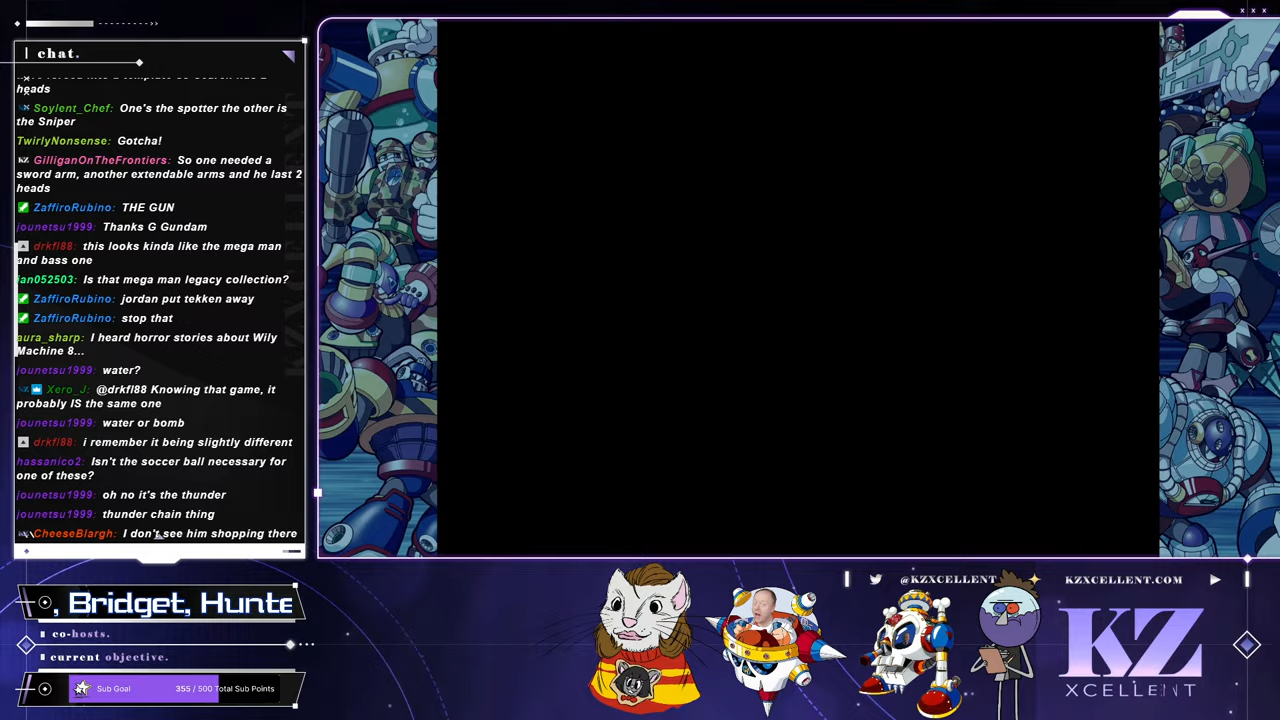 chat.
heads
Soylent_Chef: One's the spotter the other is
the Sniper
TwirlyNonsense: Gotcha!
KZ GilliganOnTheFrontiers: So one needed a
sword arm, another extendable arms and he last 2
heads
ZaffiroRubino: THE GUN
jounetsu1999: Thanks G Gundam
drkfl88: this looks kinda like the mega man
and bass one
ian052503: Is that mega man legacy collection?
ZaffiroRubino: jordan put tekken away
ZaffiroRubino: stop that
aura_sharp: I heard horror stories about Wily
Machine 8...
jounetsu1999: water?
Xero_J: @drkfl88 Knowing that game, it
probably IS the same one
jounetsu1999: water or bomb
drkfl88: i remember it being slightly different
hassanico2: Isn't the soccer ball necessary for
one of these?
jounetsu1999: oh no it's the thunder
jounetsu1999: thunder chain thing
CheeseBlargh: I don't see him shopping there
, Bridget, Hunte
co-hosts.
current objective.
Sub Goal 355 / 500 Total Sub Points
@KZXCELLENT
KZXCELLENT.COM
KZ
XCELLENT